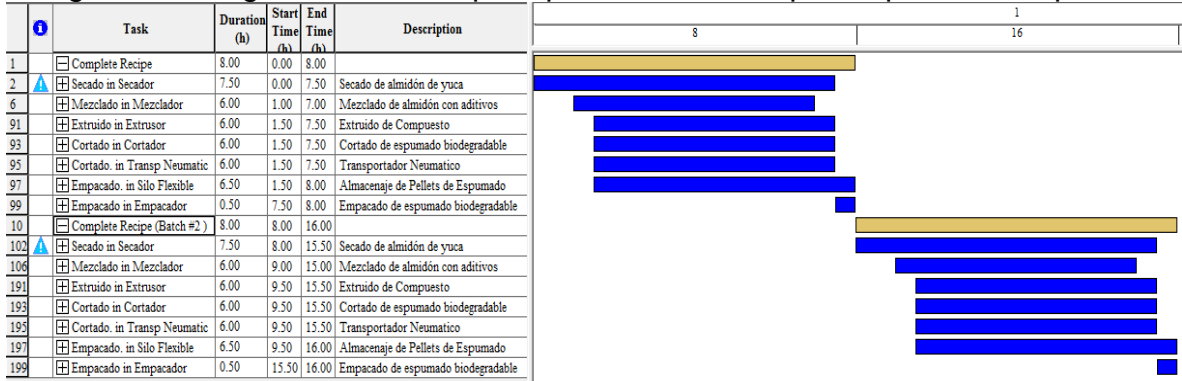 Task Duration (h) Start Time (h) End Time (h) Description
1
8 16
1 Complete Recipe 8.00 0.00 8.00
2 Secado in Secador 7.50 0.00 7.50 Secado de almidón de yuca
6 Mezclado in Mezclador 6.00 1.00 7.00 Mezclado de almidón con aditivos
91 Extruido in Extrusor 6.00 1.50 7.50 Extruido de Compuesto
93 Cortado in Cortador 6.00 1.50 7.50 Cortado de espumado biodegradable
95 Cortado. in Transp Neumatic 6.00 1.50 7.50 Transportador Neumatico
97 Empacado. in Silo Flexible 6.50 1.50 8.00 Almacenaje de Pellets de Espumado
99 Empacado in Empacador 0.50 7.50 8.00 Empacado de espumado biodegradable
10 Complete Recipe (Batch #2 ) 8.00 8.00 16.00
102 Secado in Secador 7.50 8.00 15.50 Secado de almidón de yuca
106 Mezclado in Mezclador 6.00 9.00 15.00 Mezclado de almidón con aditivos
191 Extruido in Extrusor 6.00 9.50 15.50 Extruido de Compuesto
193 Cortado in Cortador 6.00 9.50 15.50 Cortado de espumado biodegradable
195 Cortado. in Transp Neumatic 6.00 9.50 15.50 Transportador Neumatico
197 Empacado. in Silo Flexible 6.50 9.50 16.00 Almacenaje de Pellets de Espumado
199 Empacado in Empacador 0.50 15.50 16.00 Empacado de espumado biodegradable